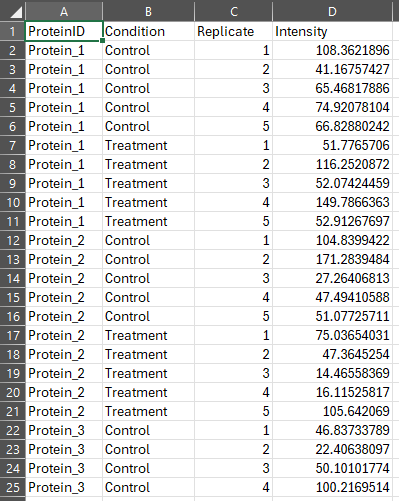 A B C D
1 ProteinID Condition Replicate Intensity
2 Protein_1 Control 1 108.3621896
3 Protein_1 Control 2 41.16757427
4 Protein_1 Control 3 65.46817886
5 Protein_1 Control 4 74.92078104
6 Protein_1 Control 5 66.82880242
7 Protein_1 Treatment 1 51.7765706
8 Protein_1 Treatment 2 116.2520872
9 Protein_1 Treatment 3 52.07424459
10 Protein_1 Treatment 4 149.7866363
11 Protein_1 Treatment 5 52.91267697
12 Protein_2 Control 1 104.8399422
13 Protein_2 Control 2 171.2839484
14 Protein_2 Control 3 27.26406813
15 Protein_2 Control 4 47.49410588
16 Protein_2 Control 5 51.07725711
17 Protein_2 Treatment 1 75.03654031
18 Protein_2 Treatment 2 47.3645254
19 Protein_2 Treatment 3 14.46558369
20 Protein_2 Treatment 4 16.11525817
21 Protein_2 Treatment 5 105.642069
22 Protein_3 Control 1 46.83733789
23 Protein_3 Control 2 22.40638097
24 Protein_3 Control 3 50.10101774
25 Protein_3 Control 4 100.2169514